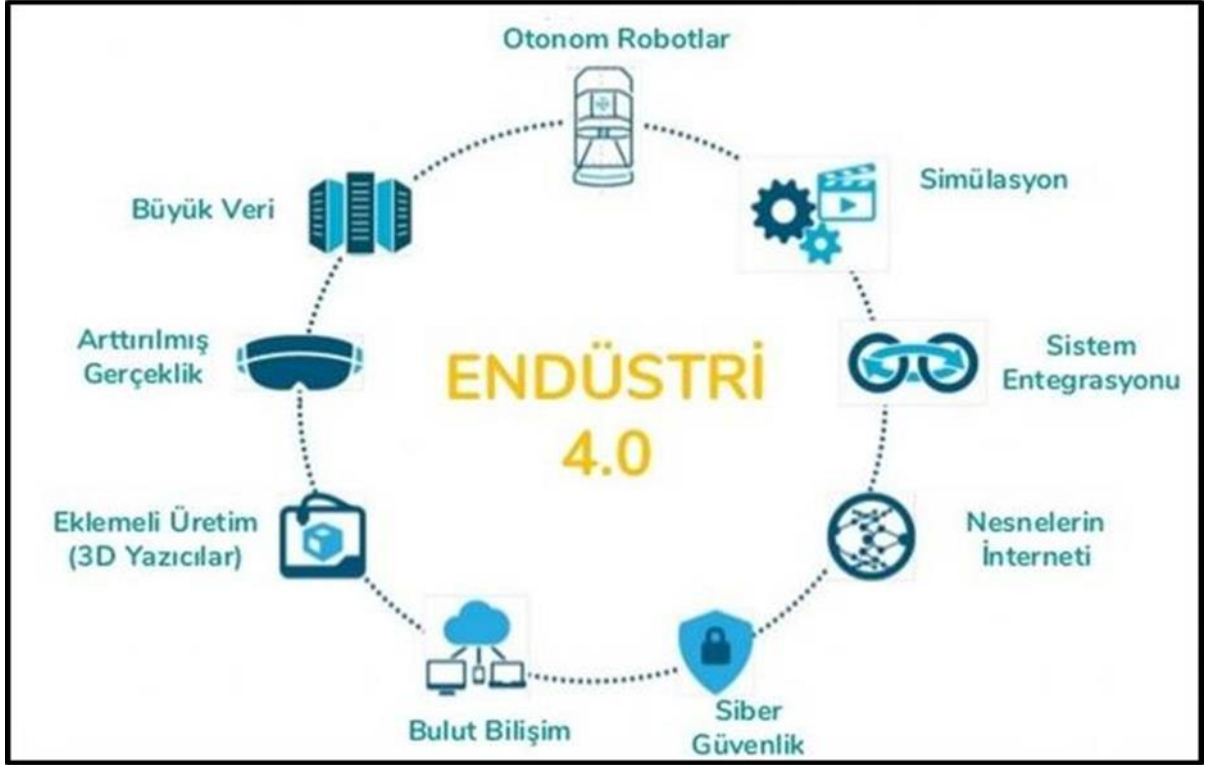 Otonom Robotlar
Simülasyon
Büyük Veri
Arttırılmış
Gerçeklik
ENDÜSTRİ
4.0
Sistem
Entegrasyonu
Eklemeli Üretim
(3D Yazıcılar)
Nesnelerin
İnterneti
Bulut Bilişim
Siber
Güvenlik